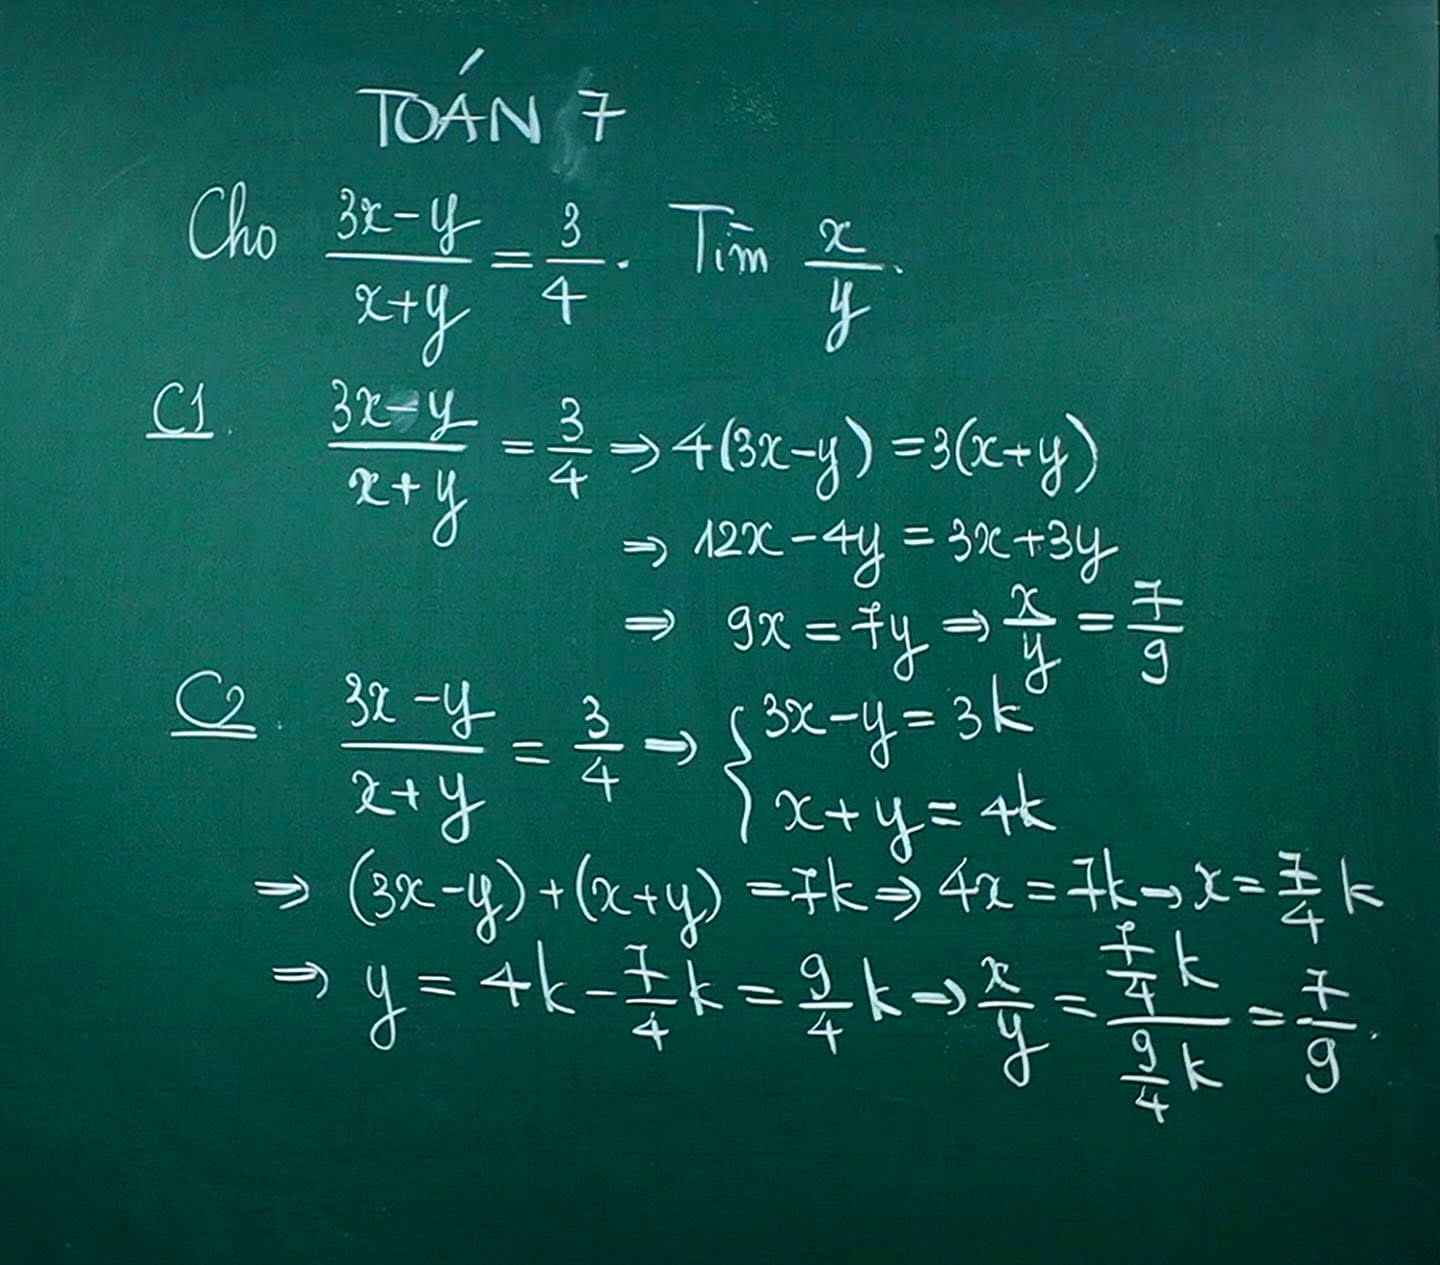 TOÁN 7
Cho (3x-y)/(x+y) = 3/4. Tìm x/y.
C1. (3x-y)/(x+y) = 3/4 ⇒ 4(3x-y) = 3(x+y)
⇒ 12x-4y = 3x+3y
⇒ 9x = 7y ⇒ x/y = 7/9
C2. (3x-y)/(x+y) = 3/4 ⇒ { 3x-y = 3k
x+y = 4k
⇒ (3x-y)+(x+y) = 7k ⇒ 4x = 7k ⇒ x = 7/4 k
⇒ y = 4k - 7/4 k = 9/4 k ⇒ x/y = (7/4 k)/(9/4 k) = 7/9.